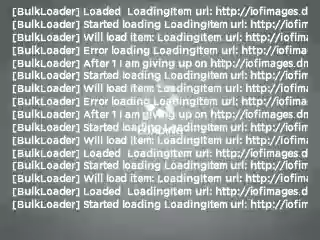 [BulkLoader] Loaded LoadingItem url: http://iofimages.d
[BulkLoader] Started loading LoadingItem url: http://iofim
[BulkLoader] Will load item: LoadingItem url: http://iofima
[BulkLoader] Error loading LoadingItem url: http://iofima
[BulkLoader] After 1 I am giving up on http://iofimages.dn
[BulkLoader] Started loading LoadingItem url: http://iofim
[BulkLoader] Will load item: LoadingItem url: http://iofima
[BulkLoader] Error loading LoadingItem url: http://iofima
[BulkLoader] After 1 I am giving up on http://iofimages.dn
[BulkLoader] Started loading LoadingItem url: http://iofim
[BulkLoader] Will load item: LoadingItem url: http://iofima
[BulkLoader] Loaded LoadingItem url: http://iofimages.d
[BulkLoader] Started loading LoadingItem url: http://iofim
[BulkLoader] Will load item: LoadingItem url: http://iofima
[BulkLoader] Loaded LoadingItem url: http://iofimages.d
[BulkLoader] Started loading LoadingItem url: http://iofim